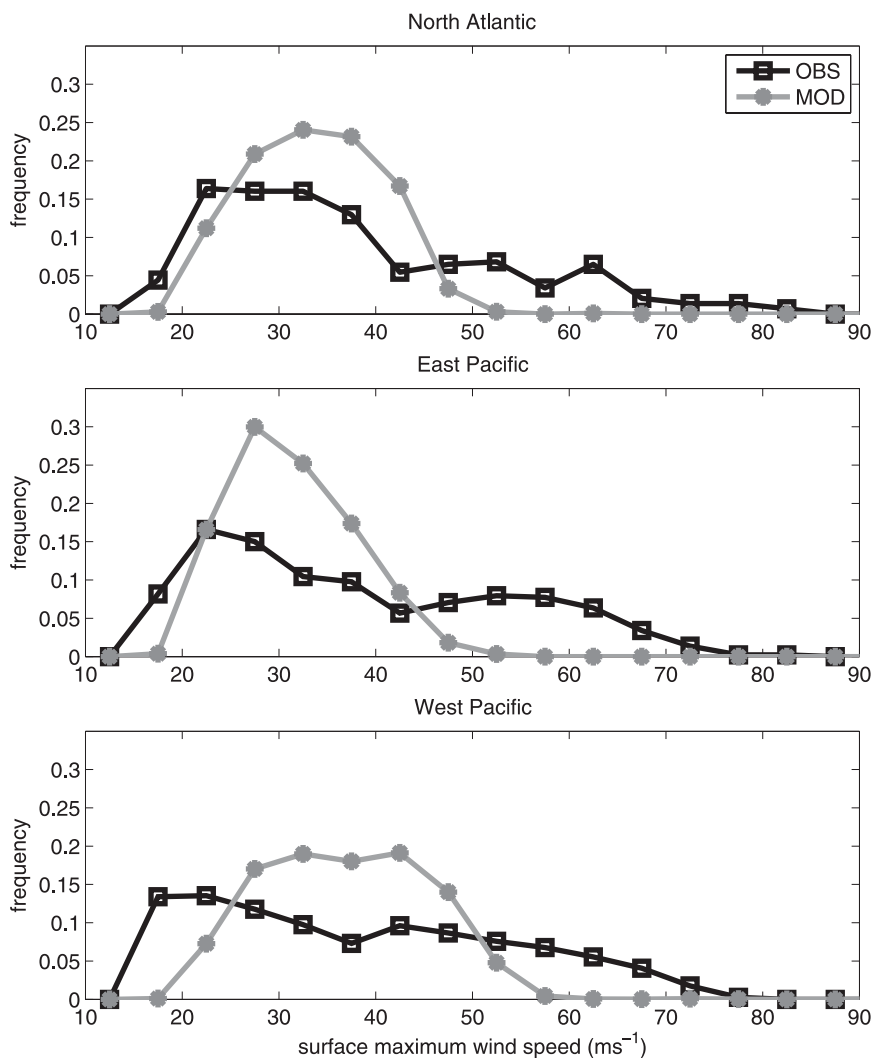 North Atlantic
OBS
MOD
frequency
0.3
0.25
0.2
0.15
0.1
0.05
0
10 20 30 40 50 60 70 80 90
East Pacific
frequency
0.3
0.25
0.2
0.15
0.1
0.05
0
10 20 30 40 50 60 70 80 90
West Pacific
frequency
0.3
0.25
0.2
0.15
0.1
0.05
0
10 20 30 40 50 60 70 80 90
surface maximum wind speed (ms⁻¹)